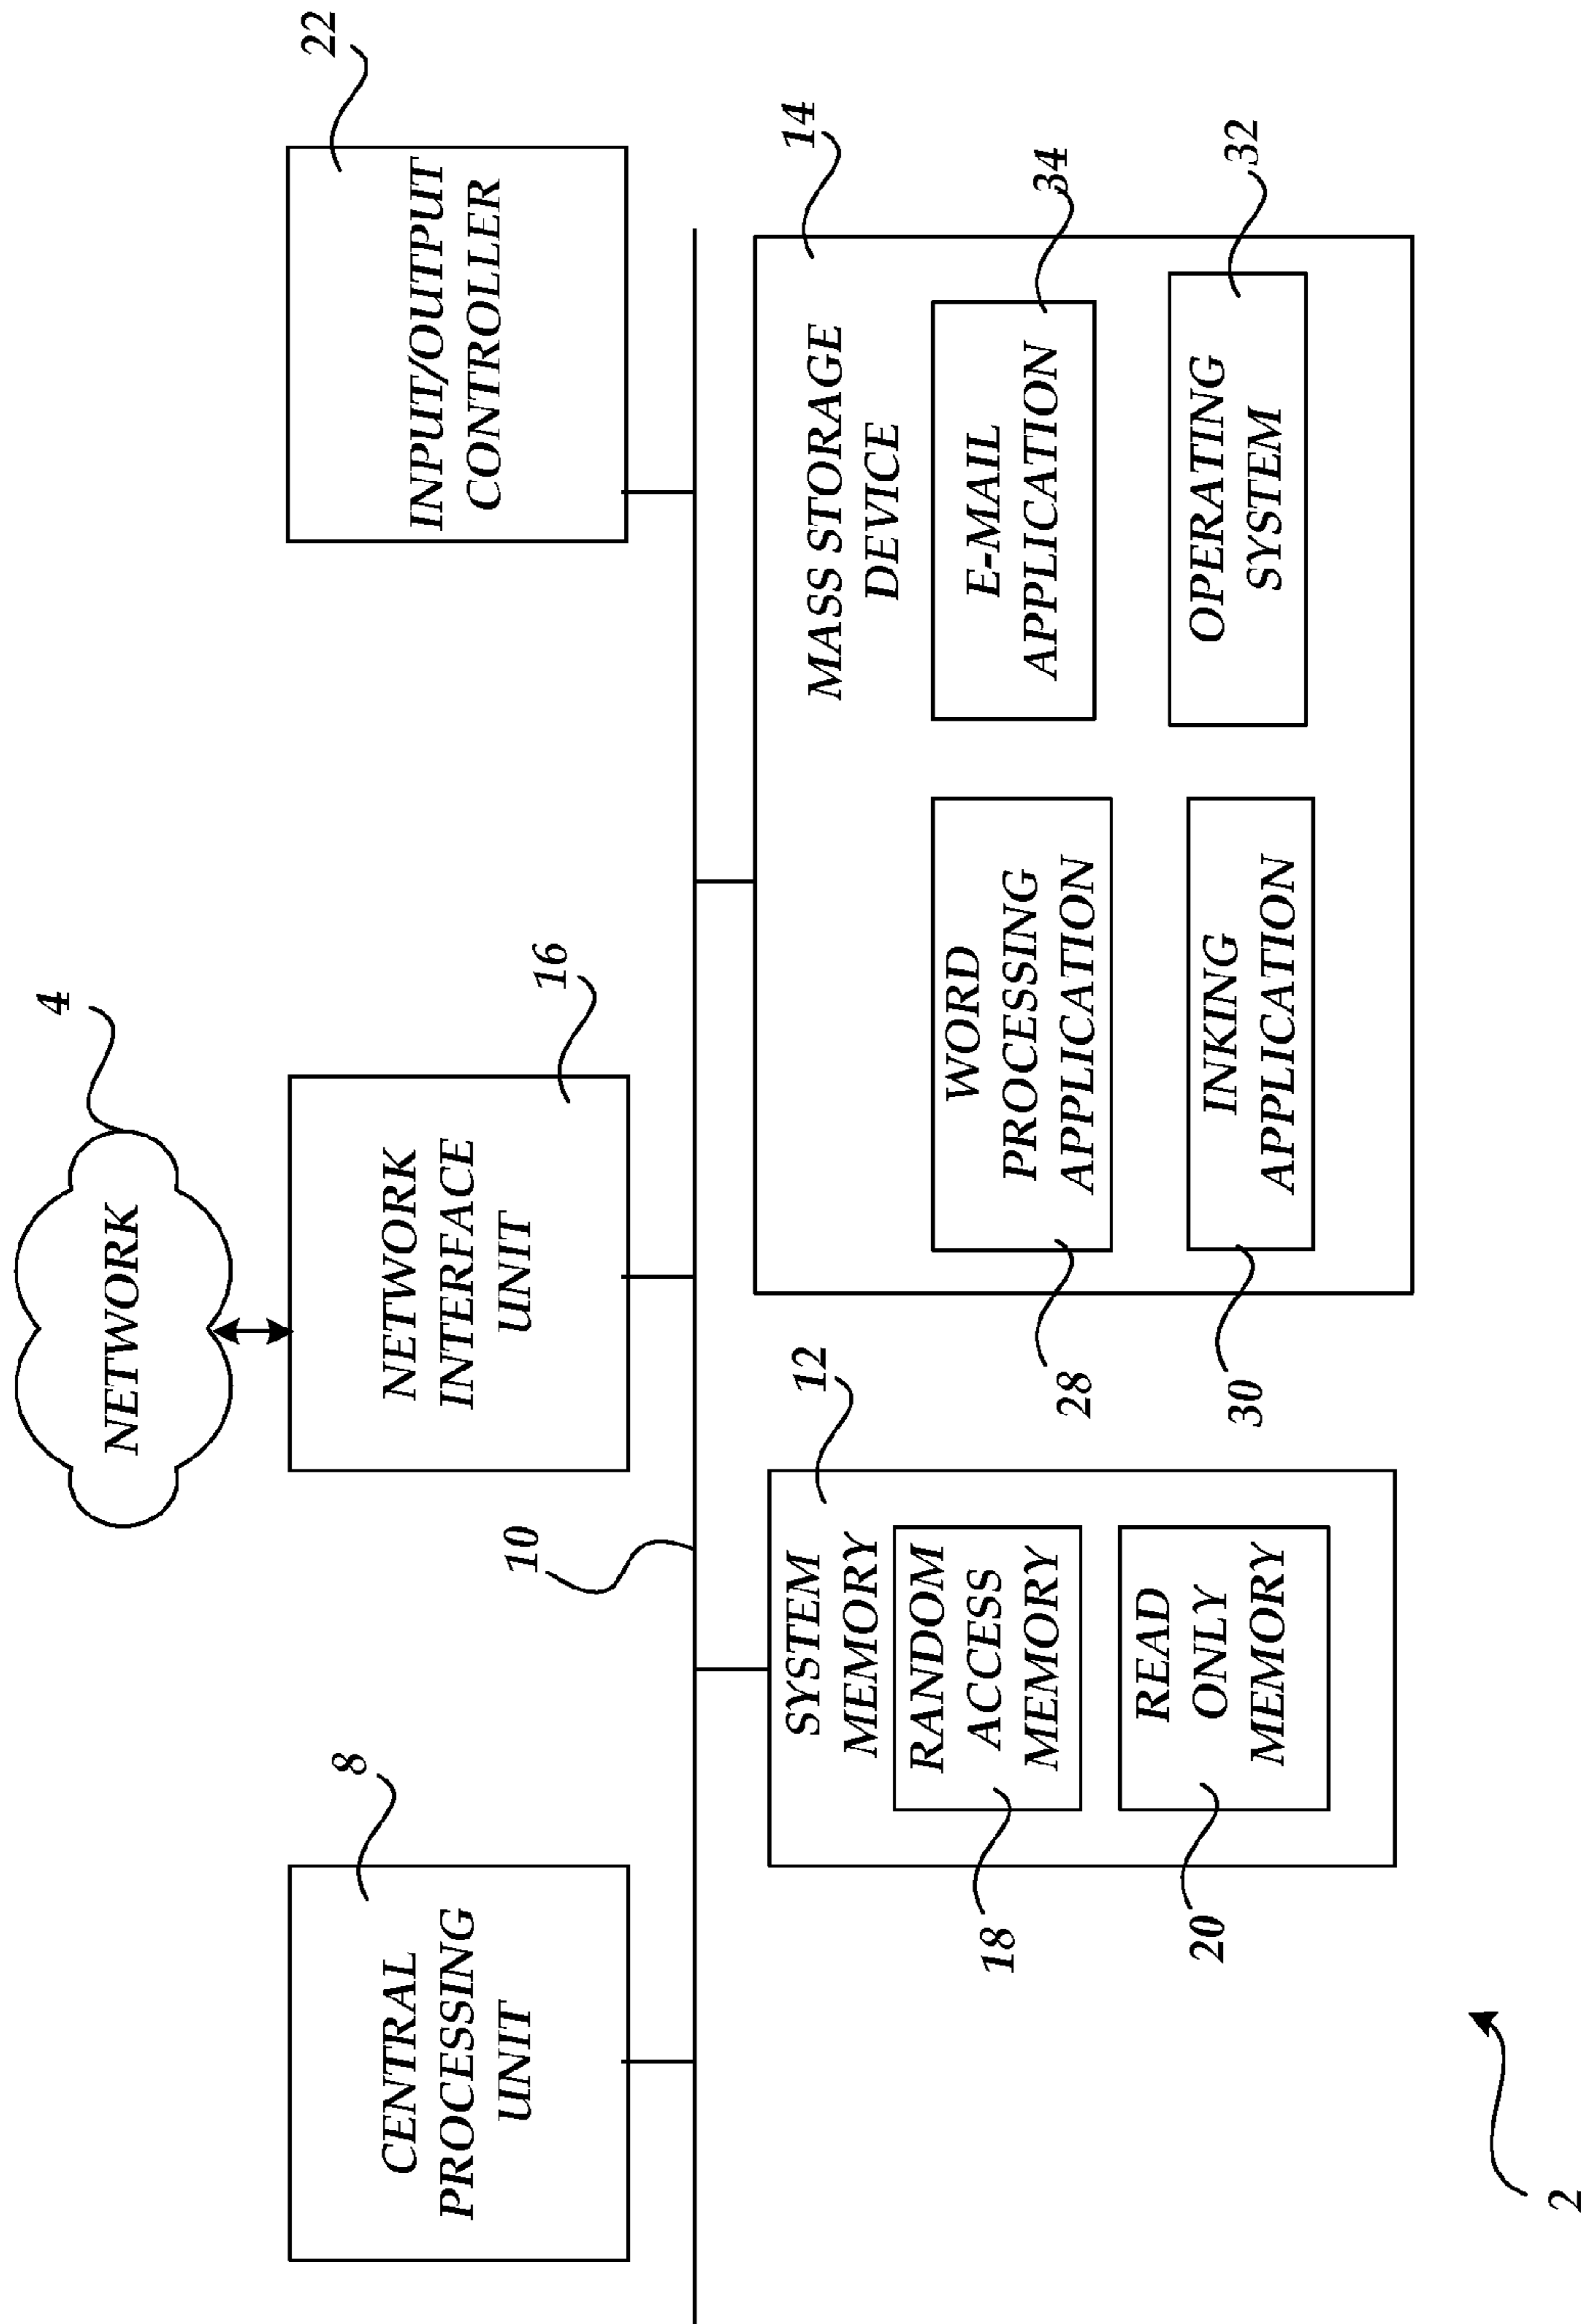 4
NETWORK
8
CENTRAL
PROCESSING
UNIT
16
NETWORK
INTERFACE
UNIT
22
INPUT/OUTPUT
CONTROLLER
10
12
SYSTEM
MEMORY
RANDOM
ACCESS
MEMORY
18
READ
ONLY
MEMORY
20
14
MASS STORAGE
DEVICE
WORD
PROCESSING
APPLICATION
28
E-MAIL
APPLICATION
34
INKING
APPLICATION
30
OPERATING
SYSTEM
32
2